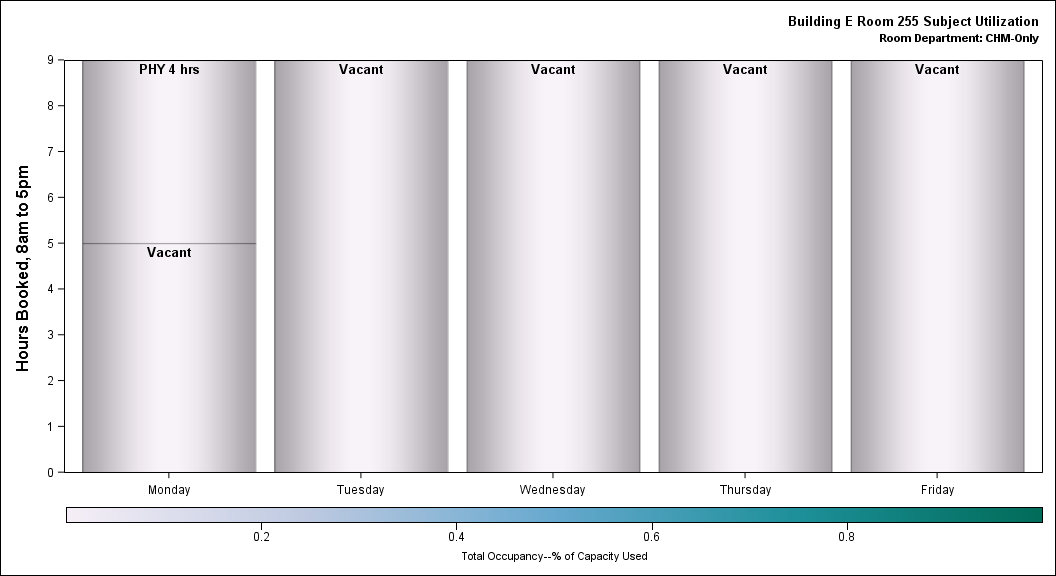 Building E Room 255 Subject Utilization
Room Department: CHM-Only
Hours Booked, 8am to 5pm
9
8
7
6
5
4
3
2
1
0
PHY 4 hrs
Vacant
Vacant
Vacant
Vacant
Vacant
Monday
Tuesday
Wednesday
Thursday
Friday
0.2
0.4
0.6
0.8
Total Occupancy--% of Capacity Used